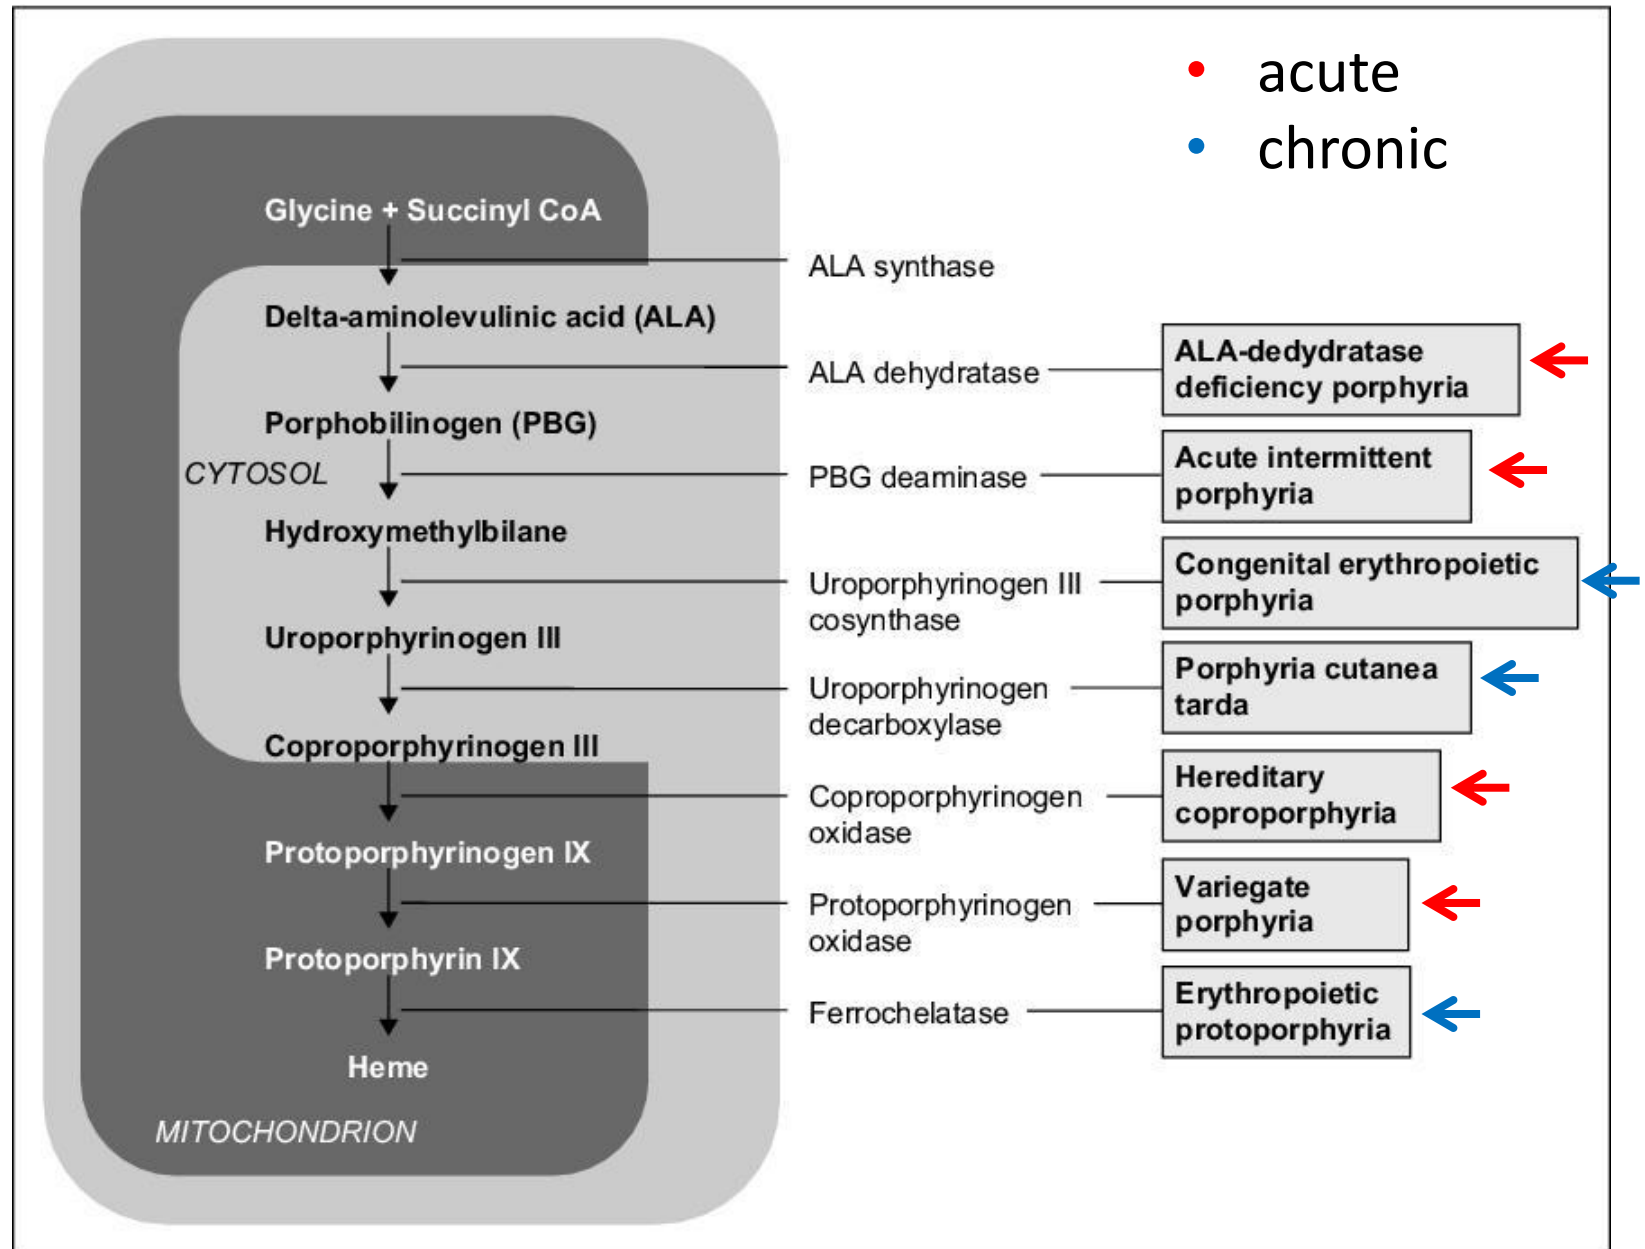 • acute
• chronic
Glycine + Succinyl CoA
ALA synthase
Delta-aminolevulinic acid (ALA)
ALA dehydratase
ALA-dedydratase
deficiency porphyria
Porphobilinogen (PBG)
CYTOSOL
PBG deaminase
Acute intermittent
porphyria
Hydroxymethylbilane
Uroporphyrinogen III
cosynthase
Congenital erythropoietic
porphyria
Uroporphyrinogen III
Uroporphyrinogen
decarboxylase
Porphyria cutanea
tarda
Coproporphyrinogen III
Coproporphyrinogen
oxidase
Hereditary
coproporphyria
Protoporphyrinogen IX
Protoporphyrinogen
oxidase
Variegate
porphyria
Protoporphyrin IX
Ferrochelatase
Erythropoietic
protoporphyria
Heme
MITOCHONDRION